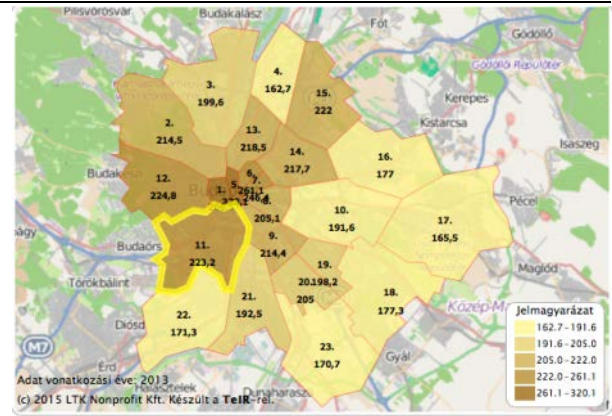 Pilisvörösvár
Budakalász
Fót
Gödöllő
Gödöllői Repülőtér
3.
199,6
4.
162,7
15.
222
Kerepes
Kistarcsa
2.
214,5
13.
218,5
14.
217,7
Isaszeg
16.
177
12.
224,8
6.
7.
1.
5.
261,1
246,4
8.
205,1
10.
191,6
17.
165,5
Pécel
Budaörs
11.
223,2
9.
214,4
19.
198,2
20.
205
Törökbálint
Maglód
18.
177,3
21.
192,5
22.
171,3
Diósd
23.
170,7
Gyál
M7
Érd
Jelmagyarázat
162.7-191.6
191.6-205.0
205.0-222.0
222.0-261.1
261.1-320.1
Adat vonatkozási éve: 2013
(c) 2015 LTK Nonprofit Kft. Készült a TeIR-rel.